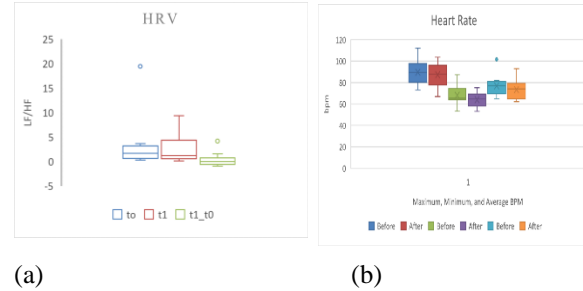 HRV
LF/HF
25
20
15
10
5
0
-5
to t1 t1_t0
(a)
Heart Rate
bpm
120
100
80
60
40
20
0
1
Maximum, Minimum, and Average BPM
Before After Before After Before After
(b)